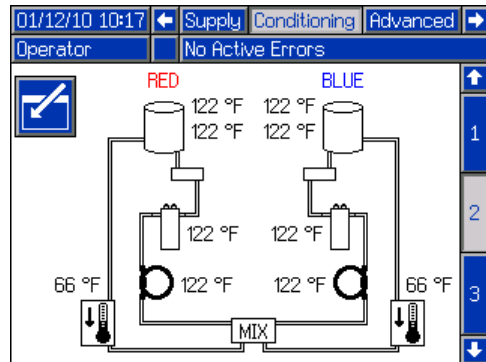 01/12/10 10:17 Supply Conditioning Advanced
Operator No Active Errors
RED BLUE
122 °F 122 °F
122 °F 122 °F
1
2
122 °F 122 °F
66 °F 122 °F 122 °F 66 °F
3
MIX